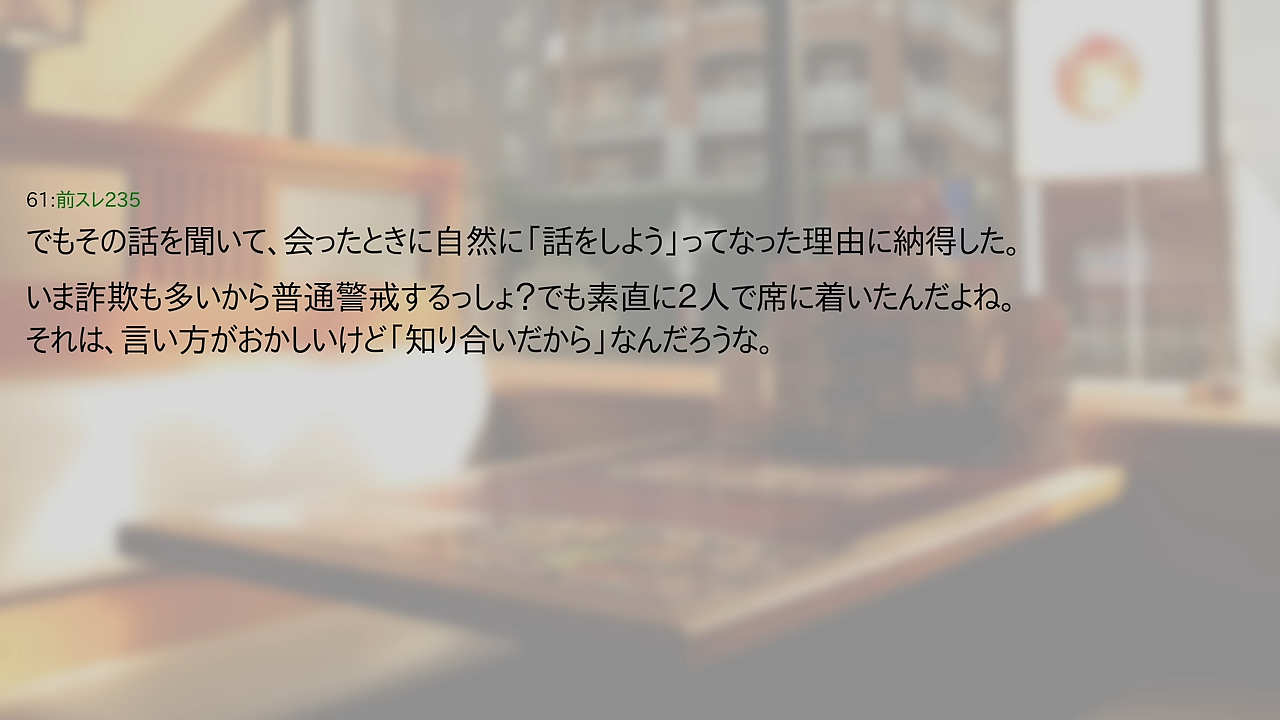 61:前スレ235
でもその話を聞いて、会ったときに自然に「話をしよう」ってなった理由に納得した。
いま詐欺も多いから普通警戒するっしょ?でも素直に2人で席に着いたんだよね。
それは、言い方がおかしいけど「知り合いだから」なんだろうな。